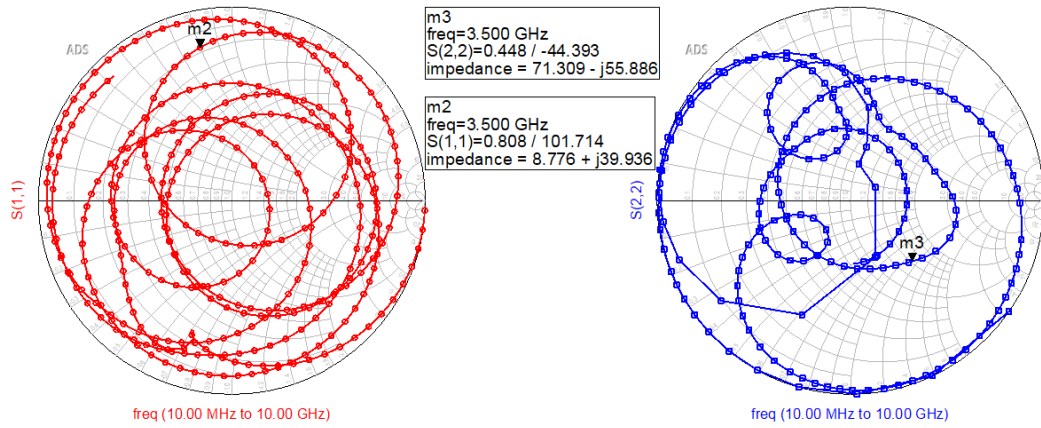 m2
ADS
S(1,1)
freq (10.00 MHz to 10.00 GHz)
m3
freq=3.500 GHz
S(2,2)=0.448 / -44.393
impedance = 71.309 - j55.886
m2
freq=3.500 GHz
S(1,1)=0.808 / 101.714
impedance = 8.776 + j39.936
ADS
S(2,2)
m3
freq (10.00 MHz to 10.00 GHz)